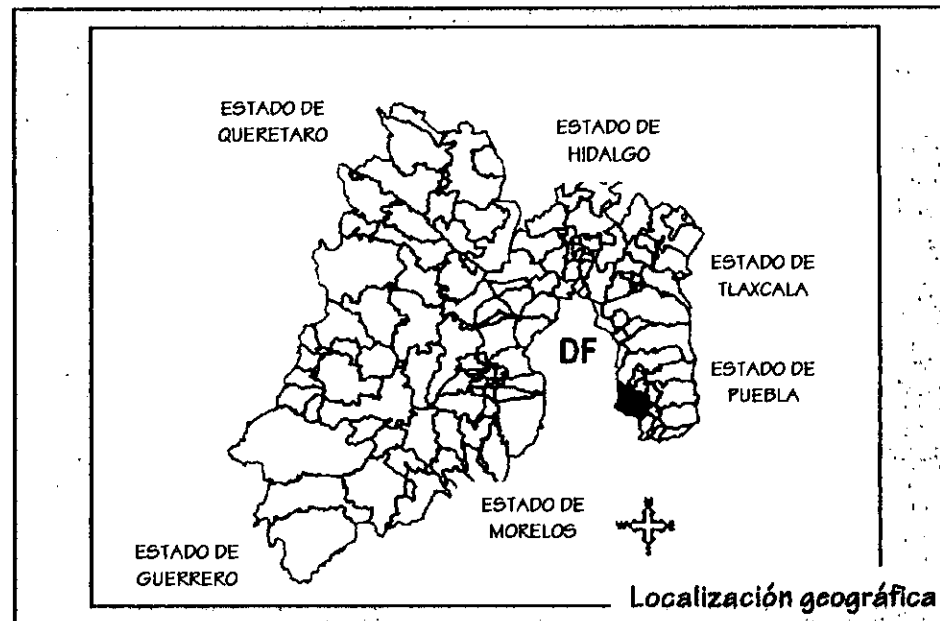 ESTADO DE
QUERETARO
ESTADO DE
HIDALGO
ESTADO DE
TLAXCALA
DF
ESTADO DE
PUEBLA
ESTADO DE
MORELOS
N
W E
S
ESTADO DE
GUERRERO
Localización geográfica